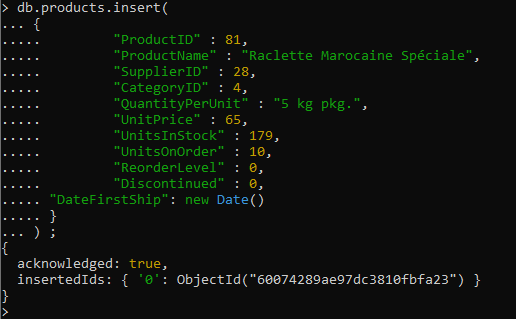 > db.products.insert(
... {
..... "ProductID" : 81,
..... "ProductName" : "Raclette Marocaine Spéciale",
..... "SupplierID" : 28,
..... "CategoryID" : 4,
..... "QuantityPerUnit" : "5 kg pkg.",
..... "UnitPrice" : 65,
..... "UnitsInStock" : 179,
..... "UnitsOnOrder" : 10,
..... "ReorderLevel" : 0,
..... "Discontinued" : 0,
..... "DateFirstShip": new Date()
..... }
... ) ;
{
acknowledged: true,
insertedIds: { '0': ObjectId("60074289ae97dc3810fbfa23") }
}
>